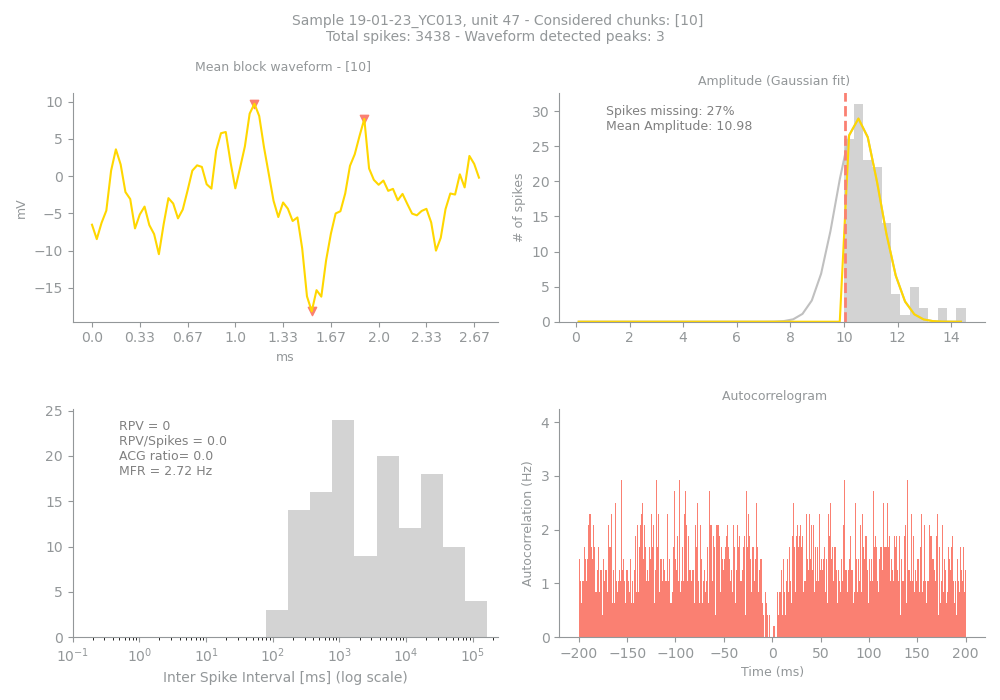 Sample 19-01-23_YC013, unit 47 - Considered chunks: [10]
Total spikes: 3438 - Waveform detected peaks: 3
Mean block waveform - [10]
10
5
0
−5
−10
−15
mV
0.0 0.33 0.67 1.0 1.33 1.67 2.0 2.33 2.67
ms
Amplitude (Gaussian fit)
Spikes missing: 27%
Mean Amplitude: 10.98
30
25
20
15
10
5
0
# of spikes
0 2 4 6 8 10 12 14
25
20
15
10
5
0
RPV = 0
RPV/Spikes = 0.0
ACG ratio= 0.0
MFR = 2.72 Hz
10⁻¹ 10⁰ 10¹ 10² 10³ 10⁴ 10⁵
Inter Spike Interval [ms] (log scale)
Autocorrelogram
4
3
2
1
0
Autocorrelation (Hz)
−200 −150 −100 −50 0 50 100 150 200
Time (ms)